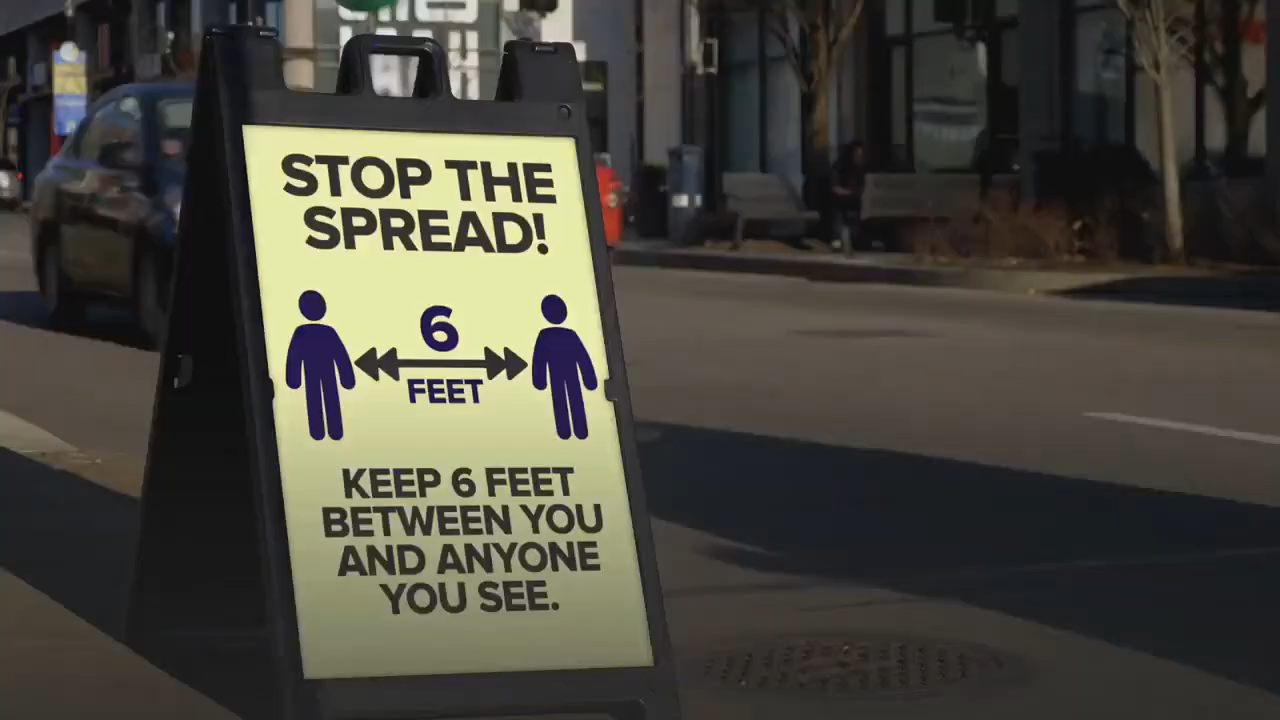 STOP THE
SPREAD!
6
FEET
KEEP 6 FEET
BETWEEN YOU
AND ANYONE
YOU SEE.